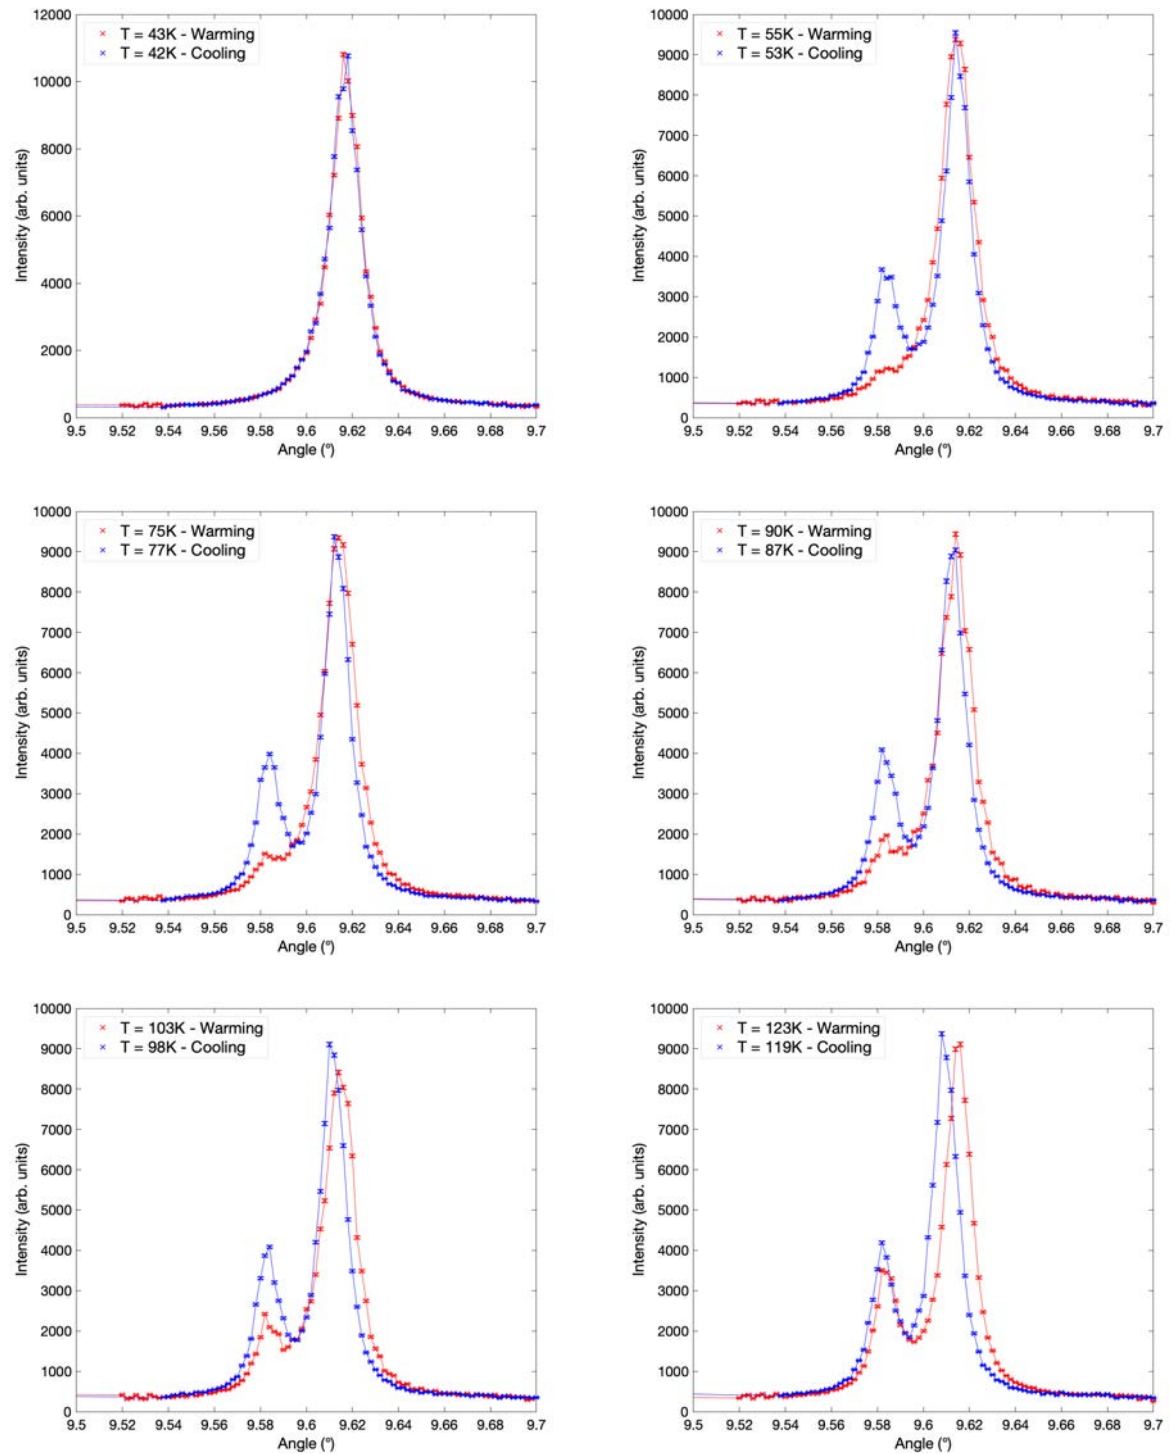 T = 43K - Warming
T = 42K - Cooling
12000
10000
8000
6000
4000
2000
0
Intensity (arb. units)
9.5 9.52 9.54 9.56 9.58 9.6 9.62 9.64 9.66 9.68 9.7
Angle (°)
T = 55K - Warming
T = 53K - Cooling
10000
9000
8000
7000
6000
5000
4000
3000
2000
1000
0
Intensity (arb. units)
9.5 9.52 9.54 9.56 9.58 9.6 9.62 9.64 9.66 9.68 9.7
Angle (°)
T = 75K - Warming
T = 77K - Cooling
10000
9000
8000
7000
6000
5000
4000
3000
2000
1000
0
Intensity (arb. units)
9.5 9.52 9.54 9.56 9.58 9.6 9.62 9.64 9.66 9.68 9.7
Angle (°)
T = 90K - Warming
T = 87K - Cooling
10000
9000
8000
7000
6000
5000
4000
3000
2000
1000
0
Intensity (arb. units)
9.5 9.52 9.54 9.56 9.58 9.6 9.62 9.64 9.66 9.68 9.7
Angle (°)
T = 103K - Warming
T = 98K - Cooling
10000
9000
8000
7000
6000
5000
4000
3000
2000
1000
0
Intensity (arb. units)
9.5 9.52 9.54 9.56 9.58 9.6 9.62 9.64 9.66 9.68 9.7
Angle (°)
T = 123K - Warming
T = 119K - Cooling
10000
9000
8000
7000
6000
5000
4000
3000
2000
1000
0
Intensity (arb. units)
9.5 9.52 9.54 9.56 9.58 9.6 9.62 9.64 9.66 9.68 9.7
Angle (°)